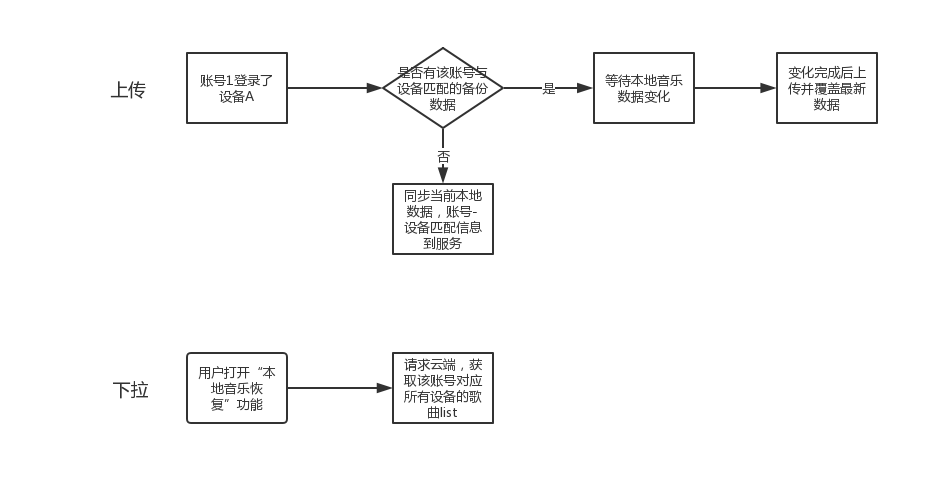 上传
账号1登录了
设备A
是否有该账号与
设备匹配的备份
数据
是
等待本地音乐
数据变化
变化完成后上
传并覆盖最新
数据
否
同步当前本地
数据，账号-
设备匹配信息
到服务
下拉
用户打开“本
地音乐恢
复”功能
请求云端，获
取该账号对应
所有设备的歌
曲list